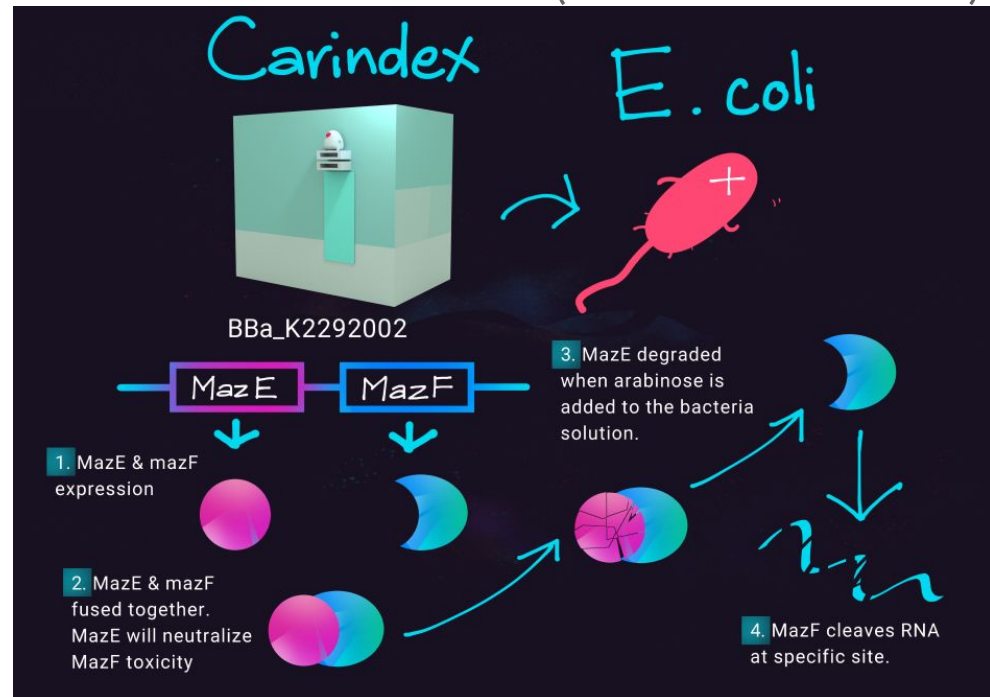 Carindex
E. coli
BBa_K2292002
MazE
MazF
1. MazE & mazF
expression
2. MazE & mazF
fused together.
MazE will neutralize
MazF toxicity
3. MazE degraded
when arabinose is
added to the bacteria
solution.
4. MazF cleaves RNA
at specific site.